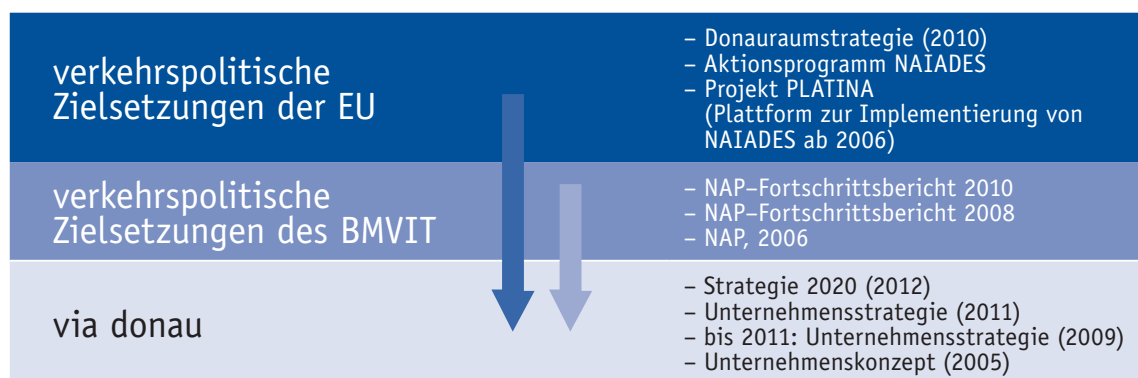 verkehrspolitische
Zielsetzungen der EU
– Donauraumstrategie (2010)
– Aktionsprogramm NAIADES
– Projekt PLATINA
(Plattform zur Implementierung von
NAIADES ab 2006)
verkehrspolitische
Zielsetzungen des BMVIT
– NAP–Fortschrittsbericht 2010
– NAP–Fortschrittsbericht 2008
– NAP, 2006
via donau
– Strategie 2020 (2012)
– Unternehmensstrategie (2011)
– bis 2011: Unternehmensstrategie (2009)
– Unternehmenskonzept (2005)